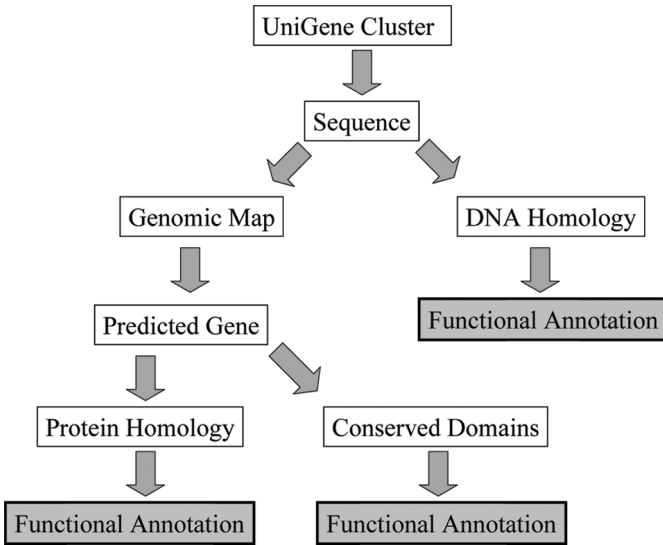 UniGene Cluster
Sequence
Genomic Map
DNA Homology
Predicted Gene
Functional Annotation
Protein Homology
Conserved Domains
Functional Annotation
Functional Annotation